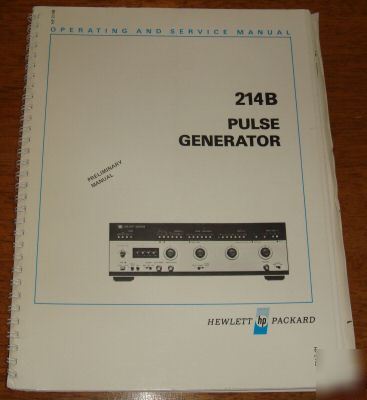 OPERATING AND SERVICE MANUAL
214B
PULSE
GENERATOR
PRELIMINARY
MANUAL
HEWLETT hp PACKARD